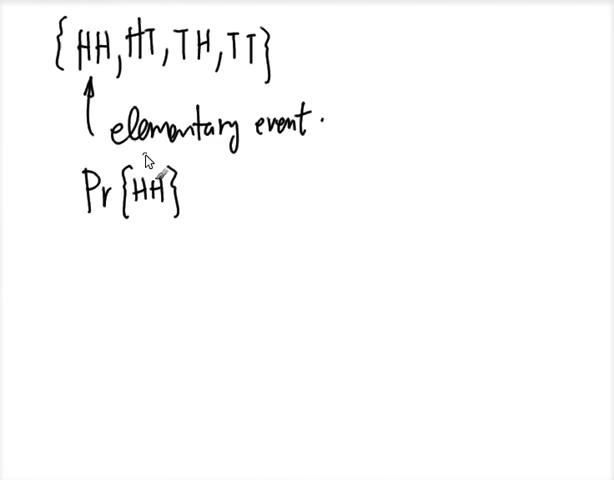 {HH, HT, TH, TT}
elementary event.
Pr{HH}